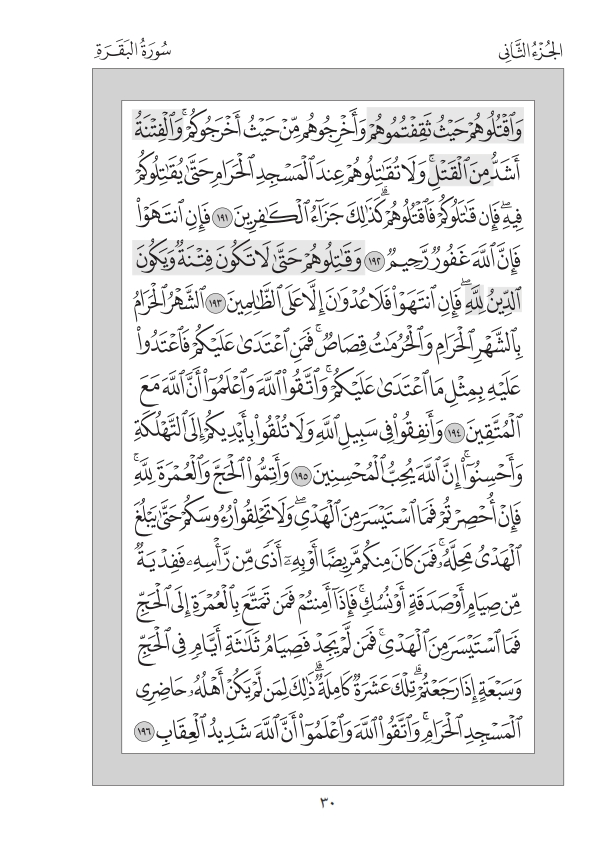 الجُزْءُ الثَّانِي
سُورَةُ البَقَرَةِ
وَٱقۡتُلُوهُمۡ حَيۡثُ ثَقِفۡتُمُوهُمۡ وَأَخۡرِجُوهُم مِّنۡ حَيۡثُ أَخۡرَجُوكُمۡۚ وَٱلۡفِتۡنَةُ
أَشَدُّ مِنَ ٱلۡقَتۡلِۚ وَلَا تُقَٰتِلُوهُمۡ عِندَ ٱلۡمَسۡجِدِ ٱلۡحَرَامِ حَتَّىٰ يُقَٰتِلُوكُمۡ
فِيهِۖ فَإِن قَٰتَلُوكُمۡ فَٱقۡتُلُوهُمۡۗ كَذَٰلِكَ جَزَآءُ ٱلۡكَٰفِرِينَ ١٩١ فَإِنِ ٱنتَهَوۡاْ
فَإِنَّ ٱللَّهَ غَفُورٞ رَّحِيمٞ ١٩٢ وَقَٰتِلُوهُمۡ حَتَّىٰ لَا تَكُونَ فِتۡنَةٞ وَيَكُونَ
ٱلدِّينُ لِلَّهِۖ فَإِنِ ٱنتَهَوۡاْ فَلَا عُدۡوَٰنَ إِلَّا عَلَى ٱلظَّٰلِمِينَ ١٩٣ ٱلشَّهۡرُ ٱلۡحَرَامُ
بِٱلشَّهۡرِ ٱلۡحَرَامِ وَٱلۡحُرُمَٰتُ قِصَاصٞۚ فَمَنِ ٱعۡتَدَىٰ عَلَيۡكُمۡ فَٱعۡتَدُواْ
عَلَيۡهِ بِمِثۡلِ مَا ٱعۡتَدَىٰ عَلَيۡكُمۡۚ وَٱتَّقُواْ ٱللَّهَ وَٱعۡلَمُوٓاْ أَنَّ ٱللَّهَ مَعَ
ٱلۡمُتَّقِينَ ١٩٤ وَأَنفِقُواْ فِي سَبِيلِ ٱللَّهِ وَلَا تُلۡقُواْ بِأَيۡدِيكُمۡ إِلَى ٱلتَّهۡلُكَةِ
وَأَحۡسِنُوٓاْۚ إِنَّ ٱللَّهَ يُحِبُّ ٱلۡمُحۡسِنِينَ ١٩٥ وَأَتِمُّواْ ٱلۡحَجَّ وَٱلۡعُمۡرَةَ لِلَّهِۚ
فَإِنۡ أُحۡصِرۡتُمۡ فَمَا ٱسۡتَيۡسَرَ مِنَ ٱلۡهَدۡيِۖ وَلَا تَحۡلِقُواْ رُءُوسَكُمۡ حَتَّىٰ يَبۡلُغَ
ٱلۡهَدۡيُ مَحِلَّهُۥۚ فَمَن كَانَ مِنكُم مَّرِيضًا أَوۡ بِهِۦٓ أَذٗى مِّن رَّأۡسِهِۦ فَفِدۡيَةٞ
مِّن صِيَامٍ أَوۡ صَدَقَةٍ أَوۡ نُسُكٖۚ فَإِذَآ أَمِنتُمۡ فَمَن تَمَتَّعَ بِٱلۡعُمۡرَةِ إِلَى ٱلۡحَجِّ
فَمَا ٱسۡتَيۡسَرَ مِنَ ٱلۡهَدۡيِۚ فَمَن لَّمۡ يَجِدۡ فَصِيَامُ ثَلَٰثَةِ أَيَّامٖ فِي ٱلۡحَجِّ
وَسَبۡعَةٍ إِذَا رَجَعۡتُمۡۗ تِلۡكَ عَشَرَةٞ كَامِلَةٞۗ ذَٰلِكَ لِمَن لَّمۡ يَكُنۡ أَهۡلُهُۥ حَاضِرِي
ٱلۡمَسۡجِدِ ٱلۡحَرَامِۚ وَٱتَّقُواْ ٱللَّهَ وَٱعۡلَمُوٓاْ أَنَّ ٱللَّهَ شَدِيدُ ٱلۡعِقَابِ ١٩٦
٣٠